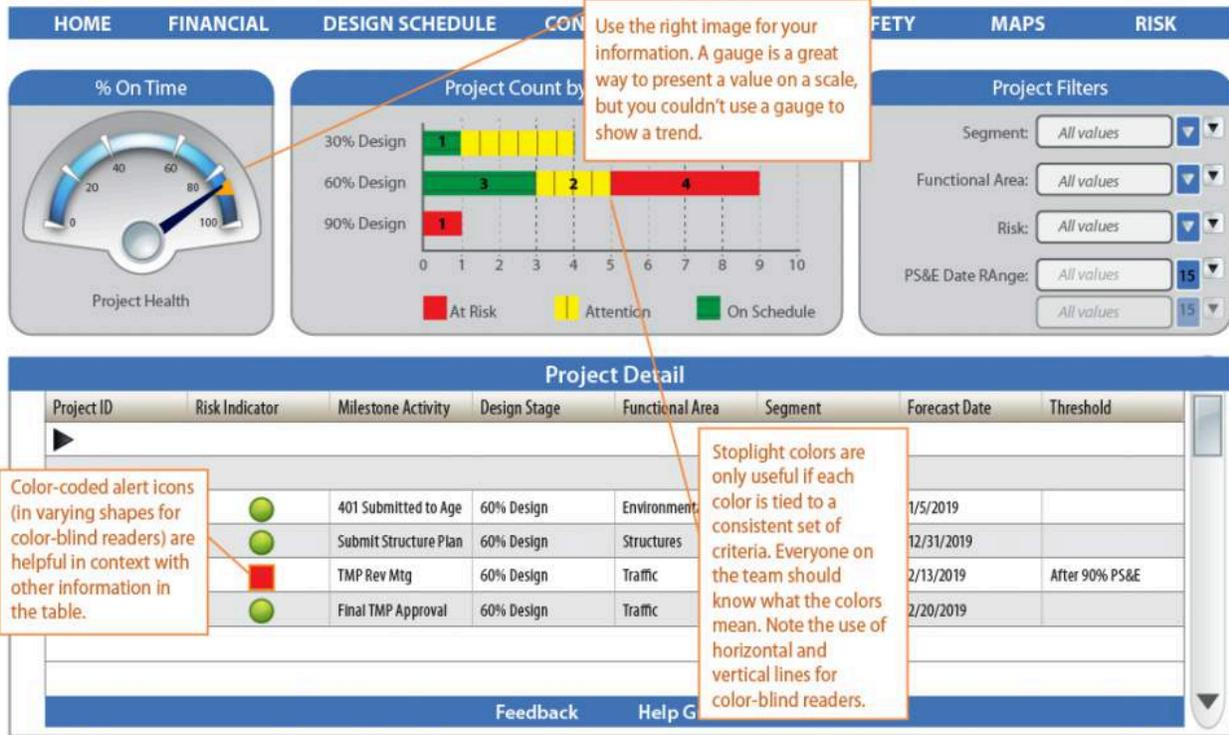 HOME FINANCIAL DESIGN SCHEDULE CON FETY MAPS RISK
Use the right image for your
information. A gauge is a great
way to present a value on a scale,
but you couldn't use a gauge to
show a trend.
% On Time
0 20 40 60 80 100
Project Health
Project Count by
30% Design 1
60% Design 3 2 4
90% Design 1
0 1 2 3 4 5 6 7 8 9 10
At Risk Attention On Schedule
Project Filters
Segment: All values
Functional Area: All values
Risk: All values
PS&E Date RAnge: All values 15
All values 15
Project Detail
Project ID Risk Indicator Milestone Activity Design Stage Functional Area Segment Forecast Date Threshold
401 Submitted to Age 60% Design Environment 1/5/2019
Submit Structure Plan 60% Design Structures 12/31/2019
TMP Rev Mtg 60% Design Traffic 2/13/2019 After 90% PS&E
Final TMP Approval 60% Design Traffic 2/20/2019
Color-coded alert icons
(in varying shapes for
color-blind readers) are
helpful in context with
other information in
the table.
Stoplight colors are
only useful if each
color is tied to a
consistent set of
criteria. Everyone on
the team should
know what the colors
mean. Note the use of
horizontal and
vertical lines for
color-blind readers.
Feedback Help G